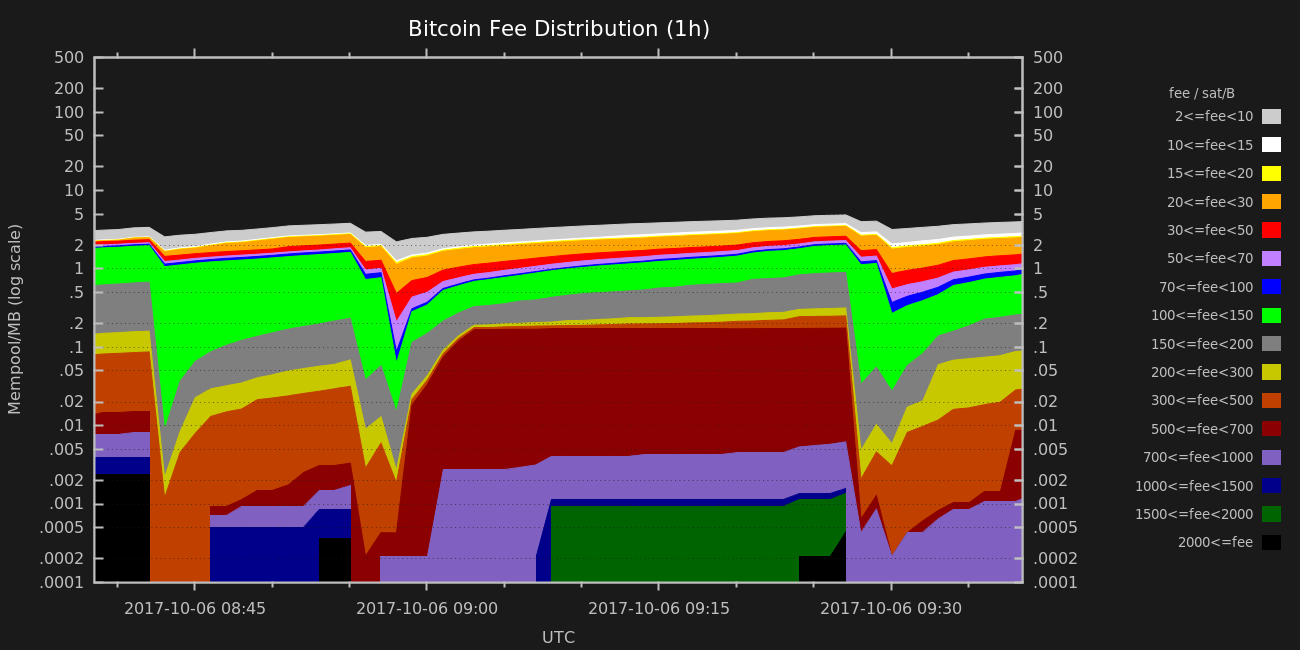 Bitcoin Fee Distribution (1h)
500 500
200 200
100 100
50 50
20 20
10 10
5 5
2 2
1 1
.5 .5
.2 .2
.1 .1
.05 .05
.02 .02
.01 .01
.005 .005
.002 .002
.001 .001
.0005 .0005
.0002 .0002
.0001 .0001
Mempool/MB (log scale)
2017-10-06 08:45 2017-10-06 09:00 2017-10-06 09:15 2017-10-06 09:30
UTC
fee / sat/B
2<=fee<10
10<=fee<15
15<=fee<20
20<=fee<30
30<=fee<50
50<=fee<70
70<=fee<100
100<=fee<150
150<=fee<200
200<=fee<300
300<=fee<500
500<=fee<700
700<=fee<1000
1000<=fee<1500
1500<=fee<2000
2000<=fee